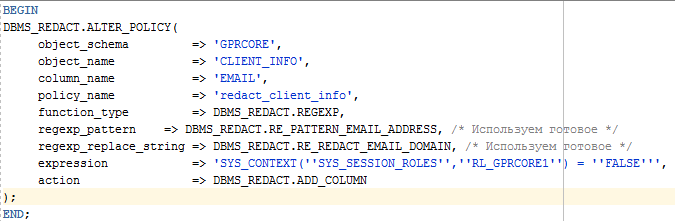 BEGIN
DBMS_REDACT.ALTER_POLICY(
object_schema => 'GPRCORE',
object_name => 'CLIENT_INFO',
column_name => 'EMAIL',
policy_name => 'redact_client_info',
function_type => DBMS_REDACT.REGEXP,
regexp_pattern => DBMS_REDACT.RE_PATTERN_EMAIL_ADDRESS, /* Используем готовое */
regexp_replace_string => DBMS_REDACT.RE_REDACT_EMAIL_DOMAIN, /* Используем готовое */
expression => 'SYS_CONTEXT(''SYS_SESSION_ROLES'',''RL_GPRCORE1'') = ''FALSE''',
action => DBMS_REDACT.ADD_COLUMN
);
END;